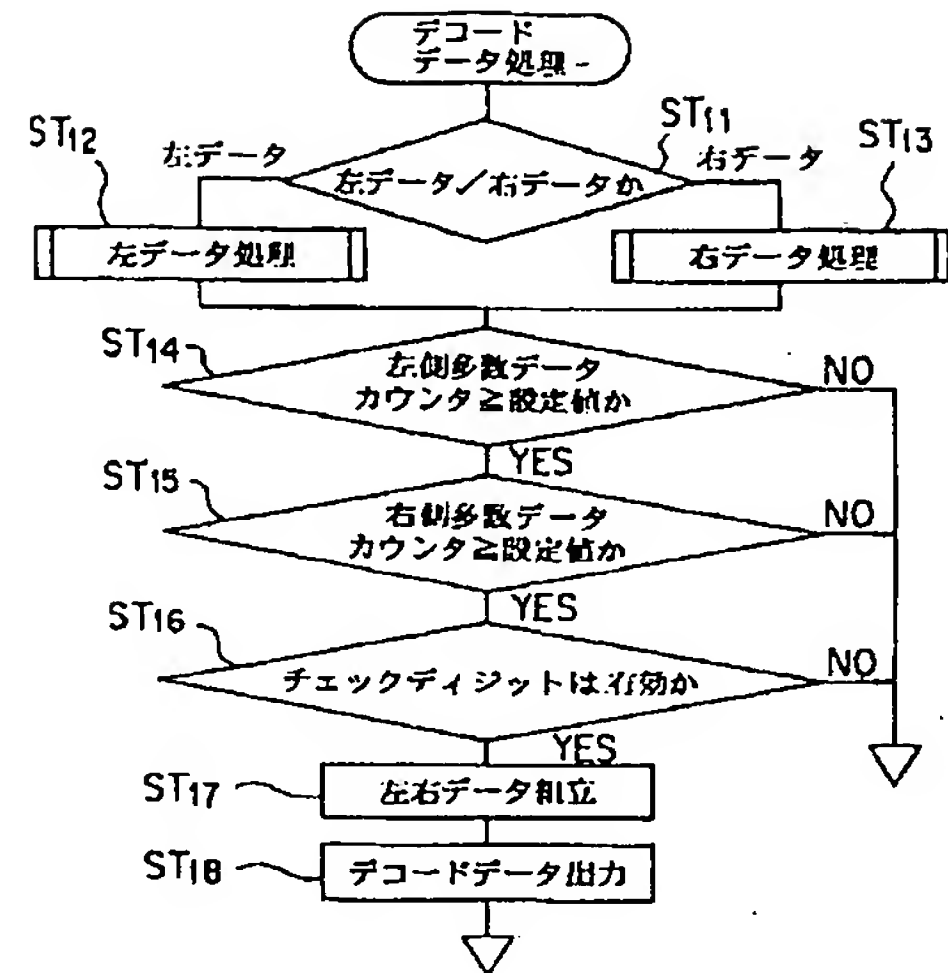 デコード
データ処理
ST11
ST12
左データ
右データ
ST13
左データ/右データか
左データ処理
右データ処理
ST14
左側多数データ
カウンタ≧設定値か
NO
YES
ST15
右側多数データ
カウンタ≧設定値か
NO
YES
ST16
チェックディジットは有効か
NO
YES
ST17
左右データ組立
ST18
デコードデータ出力